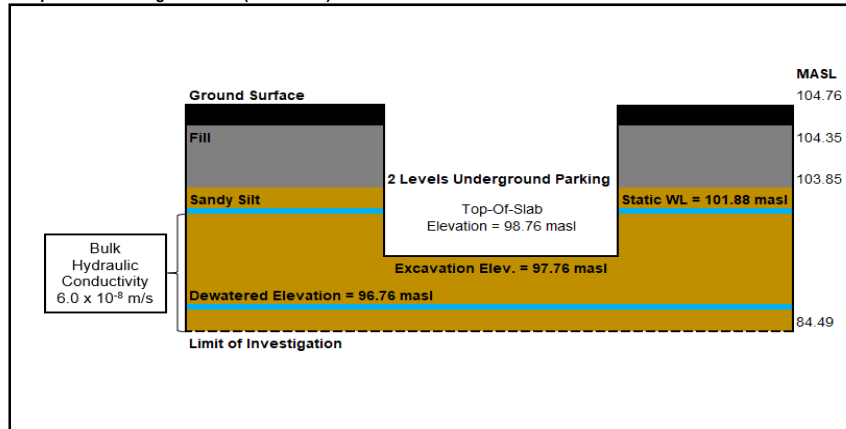 MASL
Ground Surface
104.76
Fill
104.35
2 Levels Underground Parking
103.85
Sandy Silt
Top-Of-Slab
Elevation = 98.76 masl
Static WL = 101.88 masl
Bulk
Hydraulic
Conductivity
6.0 x 10⁻⁸ m/s
Excavation Elev. = 97.76 masl
Dewatered Elevation = 96.76 masl
84.49
Limit of Investigation